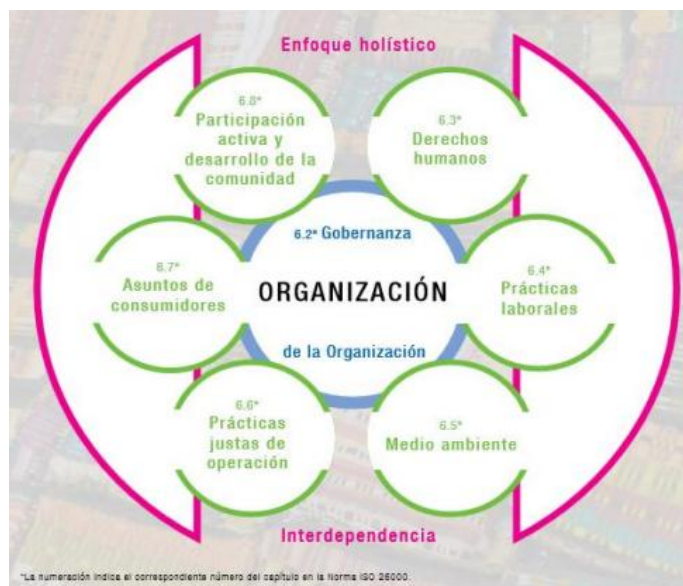 Enfoque holístico
6.8*
Participación
activa y
desarrollo de la
comunidad
6.3*
Derechos
humanos
6.2* Gobernanza
6.7*
Asuntos de
consumidores
ORGANIZACIÓN
6.4*
Prácticas
laborales
de la Organización
6.6*
Prácticas
justas de
operación
6.5*
Medio ambiente
Interdependencia
*La numeración indica el correspondiente número del capítulo en la Norma ISO 26000.